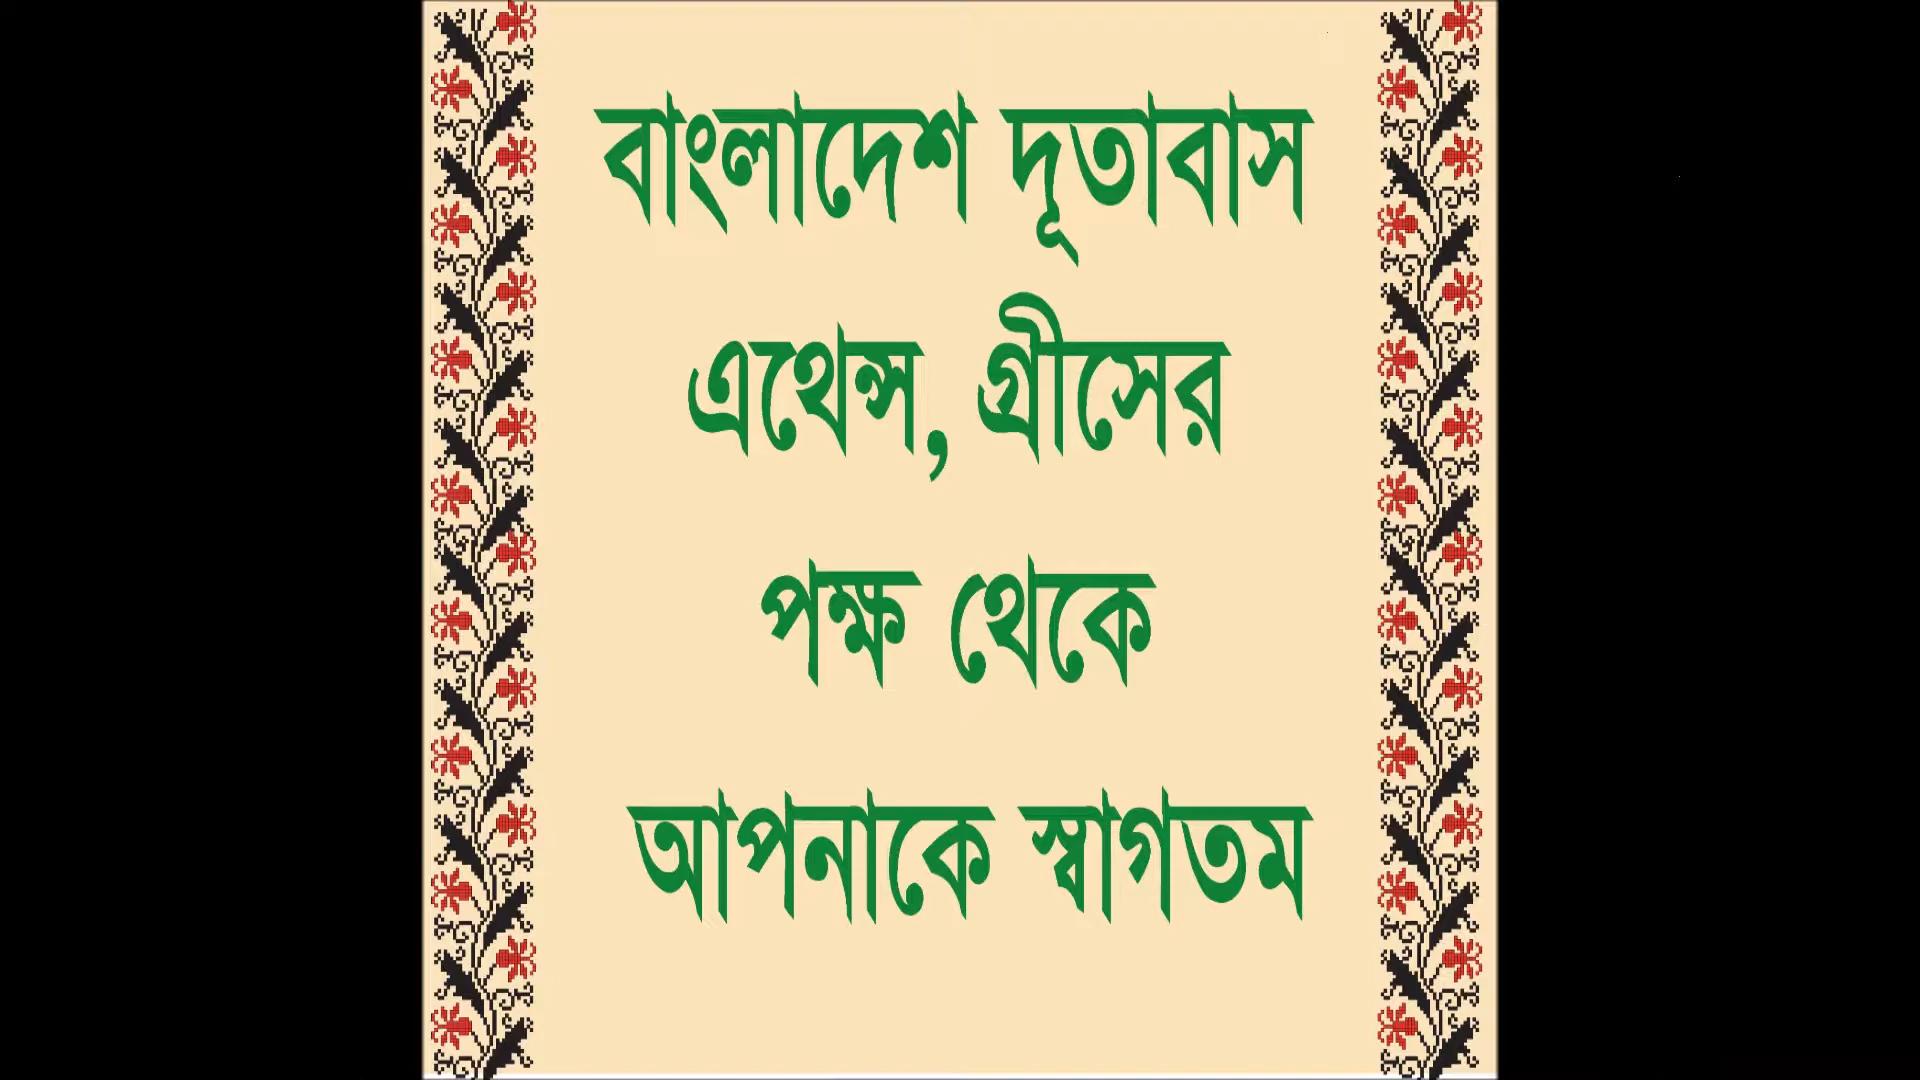 বাংলাদেশ দূতাবাস
এথেন্স, গ্রীসের
পক্ষ থেকে
আপনাকে স্বাগতম